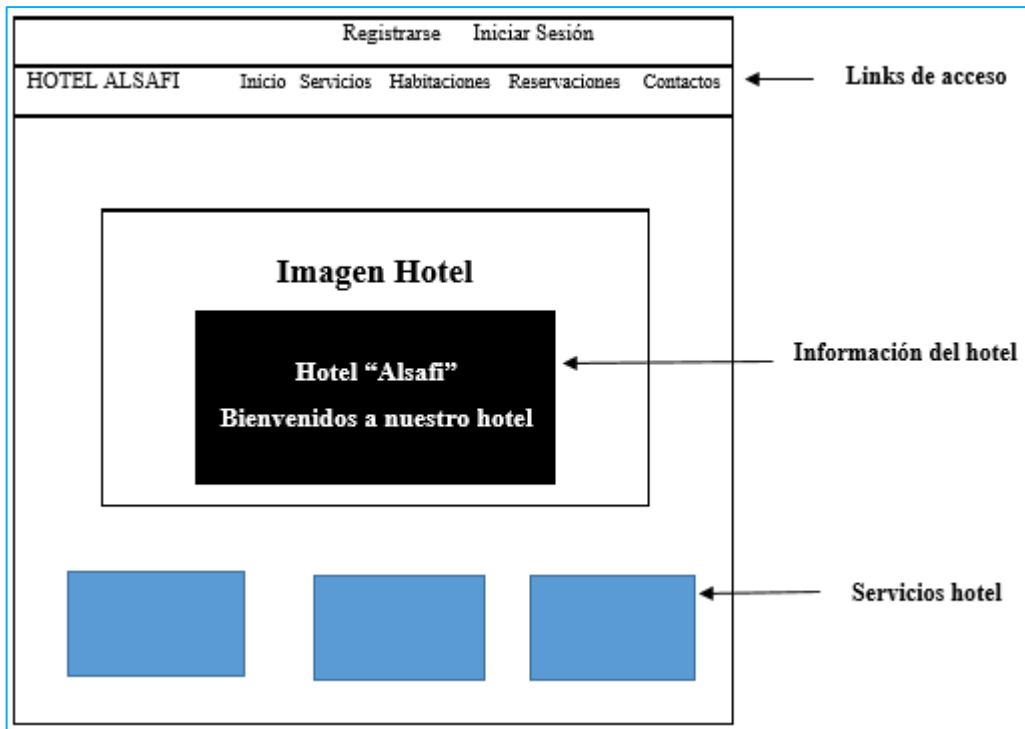 Registrarse Iniciar Sesión
HOTEL ALSAFI Inicio Servicios Habitaciones Reservaciones Contactos
Links de acceso
Imagen Hotel
Hotel “Alsafi”
Bienvenidos a nuestro hotel
Información del hotel
Servicios hotel